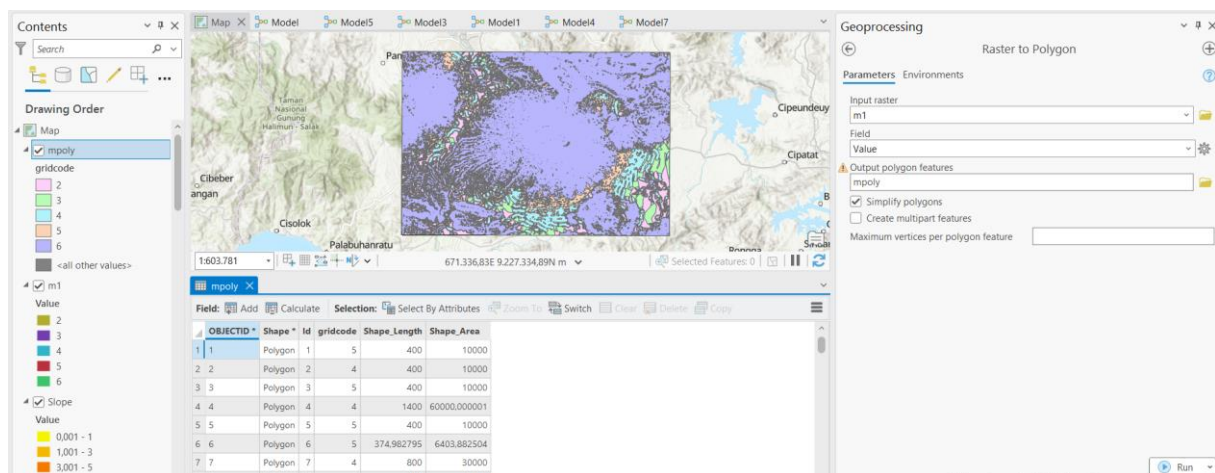 Contents
Search
Drawing Order
Map
mpoly
gridcode
2
3
4
5
6
<all other values>
m1
Value
2
3
4
5
6
Slope
Value
0,001 - 1
1,001 - 3
3,001 - 5
Map Model Model5 Model3 Model1 Model4 Model7
Taman
Nasional
Gunung
Halimun - Salak
Cipeundeuy
Cipatat
Cibeber
angan
Cisolok
Palabuhanratu
1:603.781 671.336,83E 9.227.334,89N m Selected Features: 0
mpoly
Field: Add Calculate Selection: Select By Attributes Zoom To Switch Clear Delete Copy
OBJECTID * Shape * Id gridcode Shape_Length Shape_Area
1 1 Polygon 1 5 400 10000
2 2 Polygon 2 4 400 10000
3 3 Polygon 3 5 400 10000
4 4 Polygon 4 4 1400 60000,000001
5 5 Polygon 5 5 400 10000
6 6 Polygon 6 5 374,982795 6403,882504
7 7 Polygon 7 4 800 30000
Geoprocessing
Raster to Polygon
Parameters Environments
Input raster
m1
Field
Value
Output polygon features
mpoly
Simplify polygons
Create multipart features
Maximum vertices per polygon feature
Run